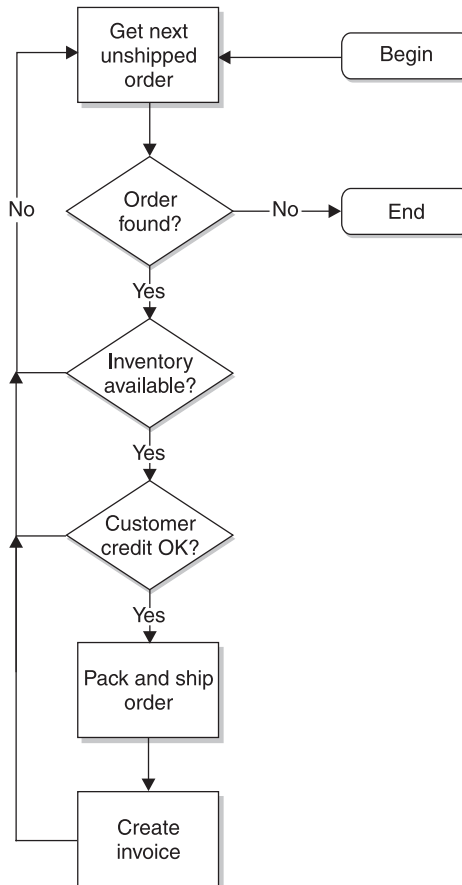 Get next
unshipped
order
Begin
Order
found?
No
No
End
Yes
Inventory
available?
Yes
Customer
credit OK?
Yes
Pack and ship
order
Create
invoice